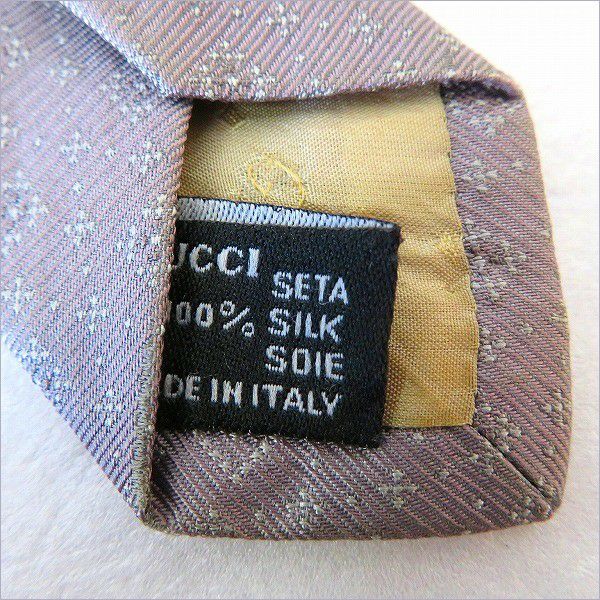 UCCI
SETA
00% SILK
SOIE
DE IN ITALY